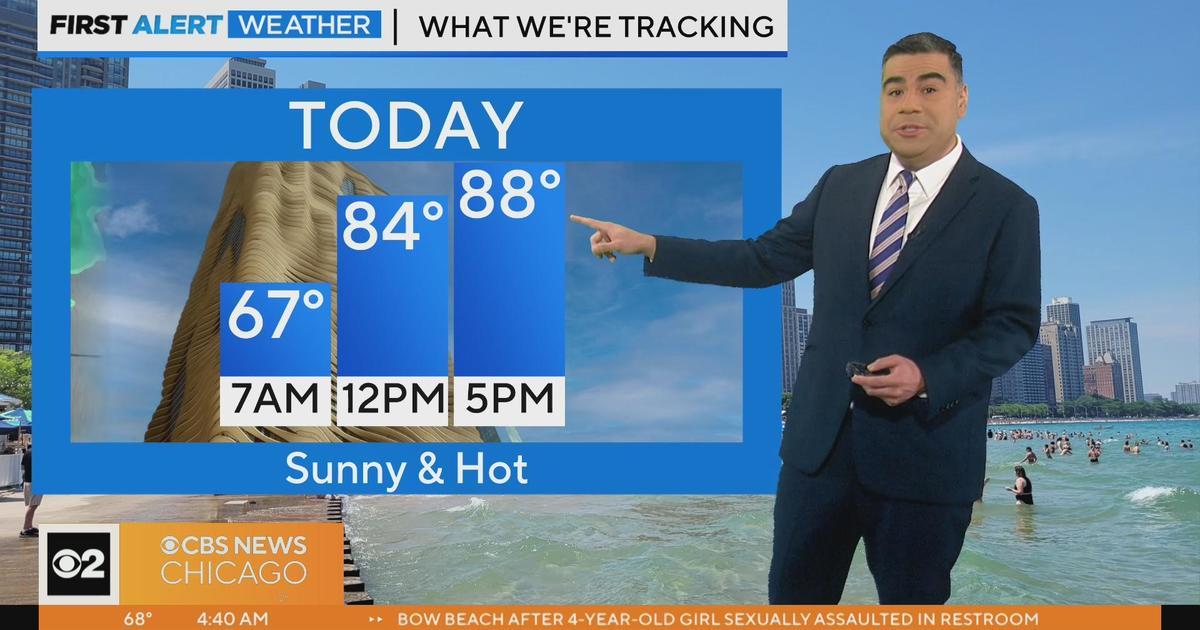 FIRST ALERT WEATHER | WHAT WE'RE TRACKING
TODAY
67°
84°
88°
7AM
12PM
5PM
Sunny & Hot
2
CBS NEWS
CHICAGO
68° 4:40 AM BOW BEACH AFTER 4-YEAR-OLD GIRL SEXUALLY ASSAULTED IN RESTROOM